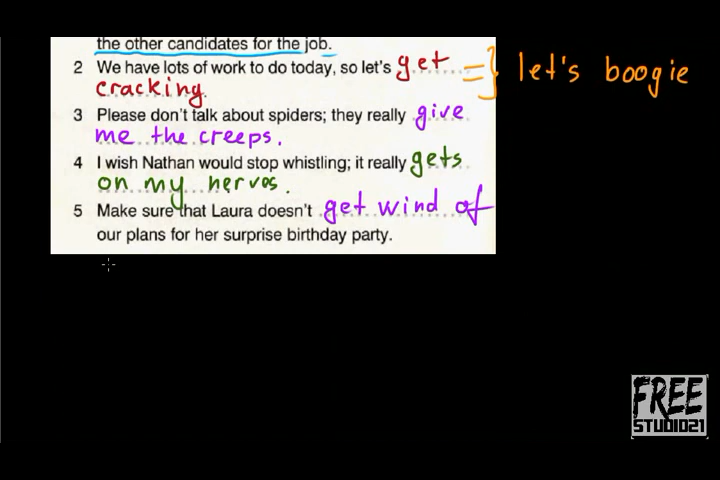 the other candidates for the job.
2 We have lots of work to do today, so let's get = } let's boogie
cracking.
3 Please don't talk about spiders; they really give
me the creeps.
4 I wish Nathan would stop whistling; it really gets
on my nervos.
5 Make sure that Laura doesn't get wind of
our plans for her surprise birthday party.
FREE
STUDIO21